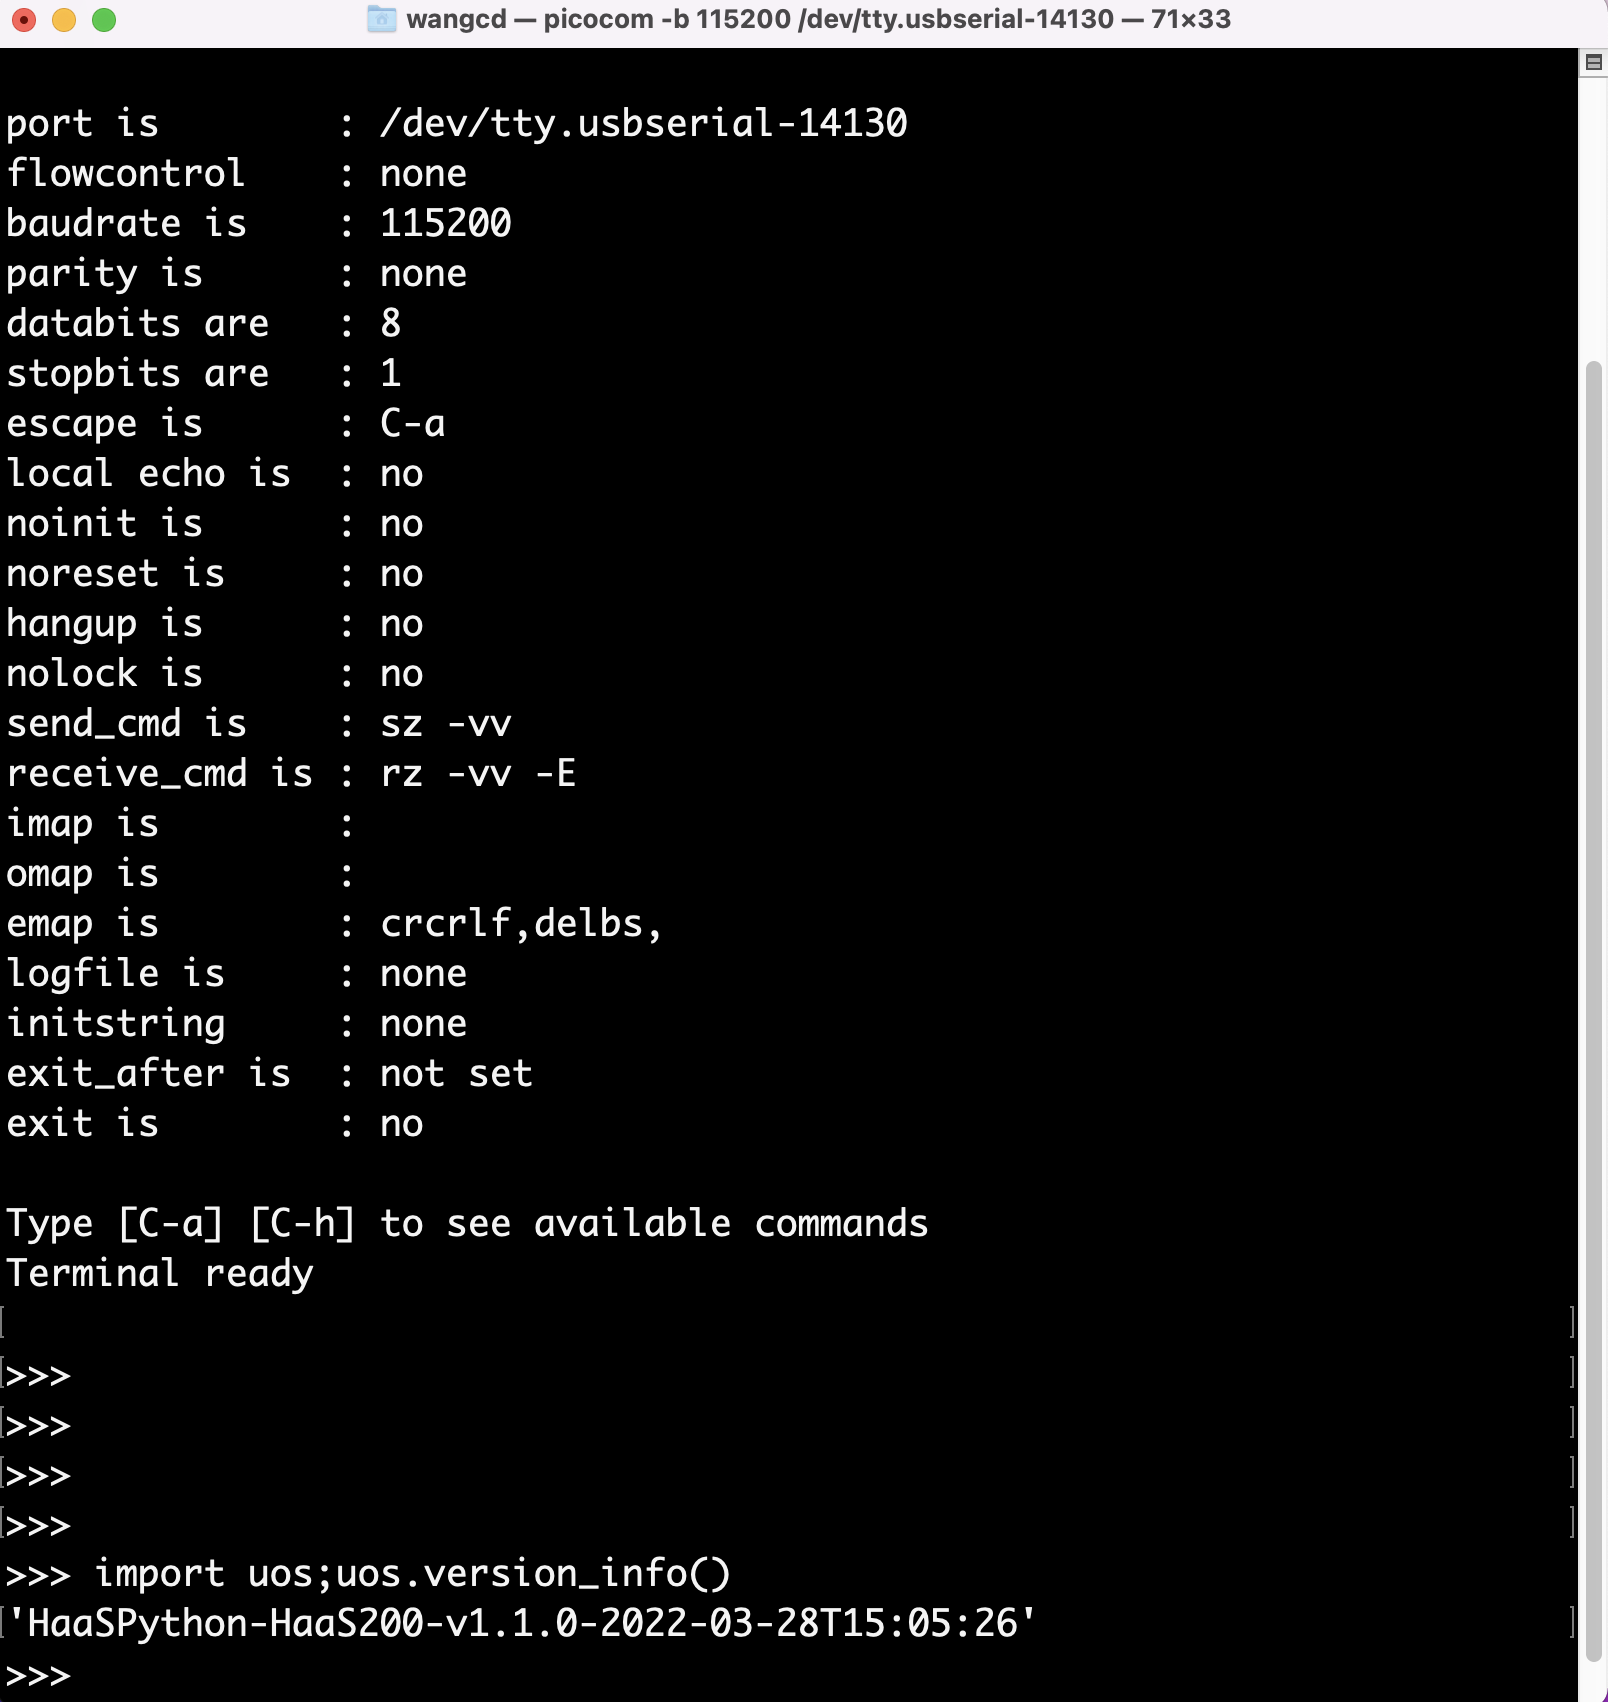 wangcd — picocom -b 115200 /dev/tty.usbserial-14130 — 71×33
port is        : /dev/tty.usbserial-14130
flowcontrol    : none
baudrate is    : 115200
parity is      : none
databits are   : 8
stopbits are   : 1
escape is      : C-a
local echo is  : no
noinit is      : no
noreset is     : no
hangup is      : no
nolock is      : no
send_cmd is    : sz -vv
receive_cmd is : rz -vv -E
imap is        :
omap is        :
emap is        : crcrlf,delbs,
logfile is     : none
initstring     : none
exit_after is  : not set
exit is        : no
Type [C-a] [C-h] to see available commands
Terminal ready
>>>
>>>
>>>
>>>
>>> import uos;uos.version_info()
'HaaSPython-HaaS200-v1.1.0-2022-03-28T15:05:26'
>>>